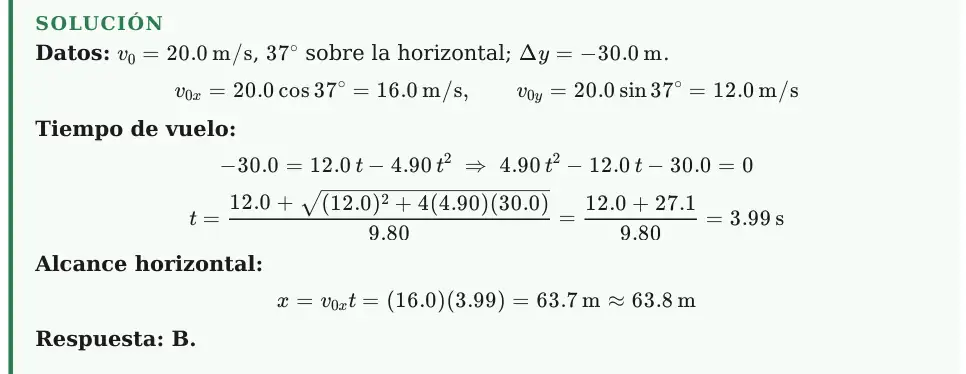 SOLUCIÓN
Datos: v₀ = 20.0 m/s, 37° sobre la horizontal; Δy = −30.0 m.
v₀ₓ = 20.0 cos 37° = 16.0 m/s, v₀y = 20.0 sin 37° = 12.0 m/s
Tiempo de vuelo:
−30.0 = 12.0 t − 4.90 t² ⇒ 4.90 t² − 12.0 t − 30.0 = 0
t = (12.0 + √((12.0)² + 4(4.90)(30.0))) / 9.80 = (12.0 + 27.1) / 9.80 = 3.99 s
Alcance horizontal:
x = v₀ₓt = (16.0)(3.99) = 63.7 m ≈ 63.8 m
Respuesta: B.